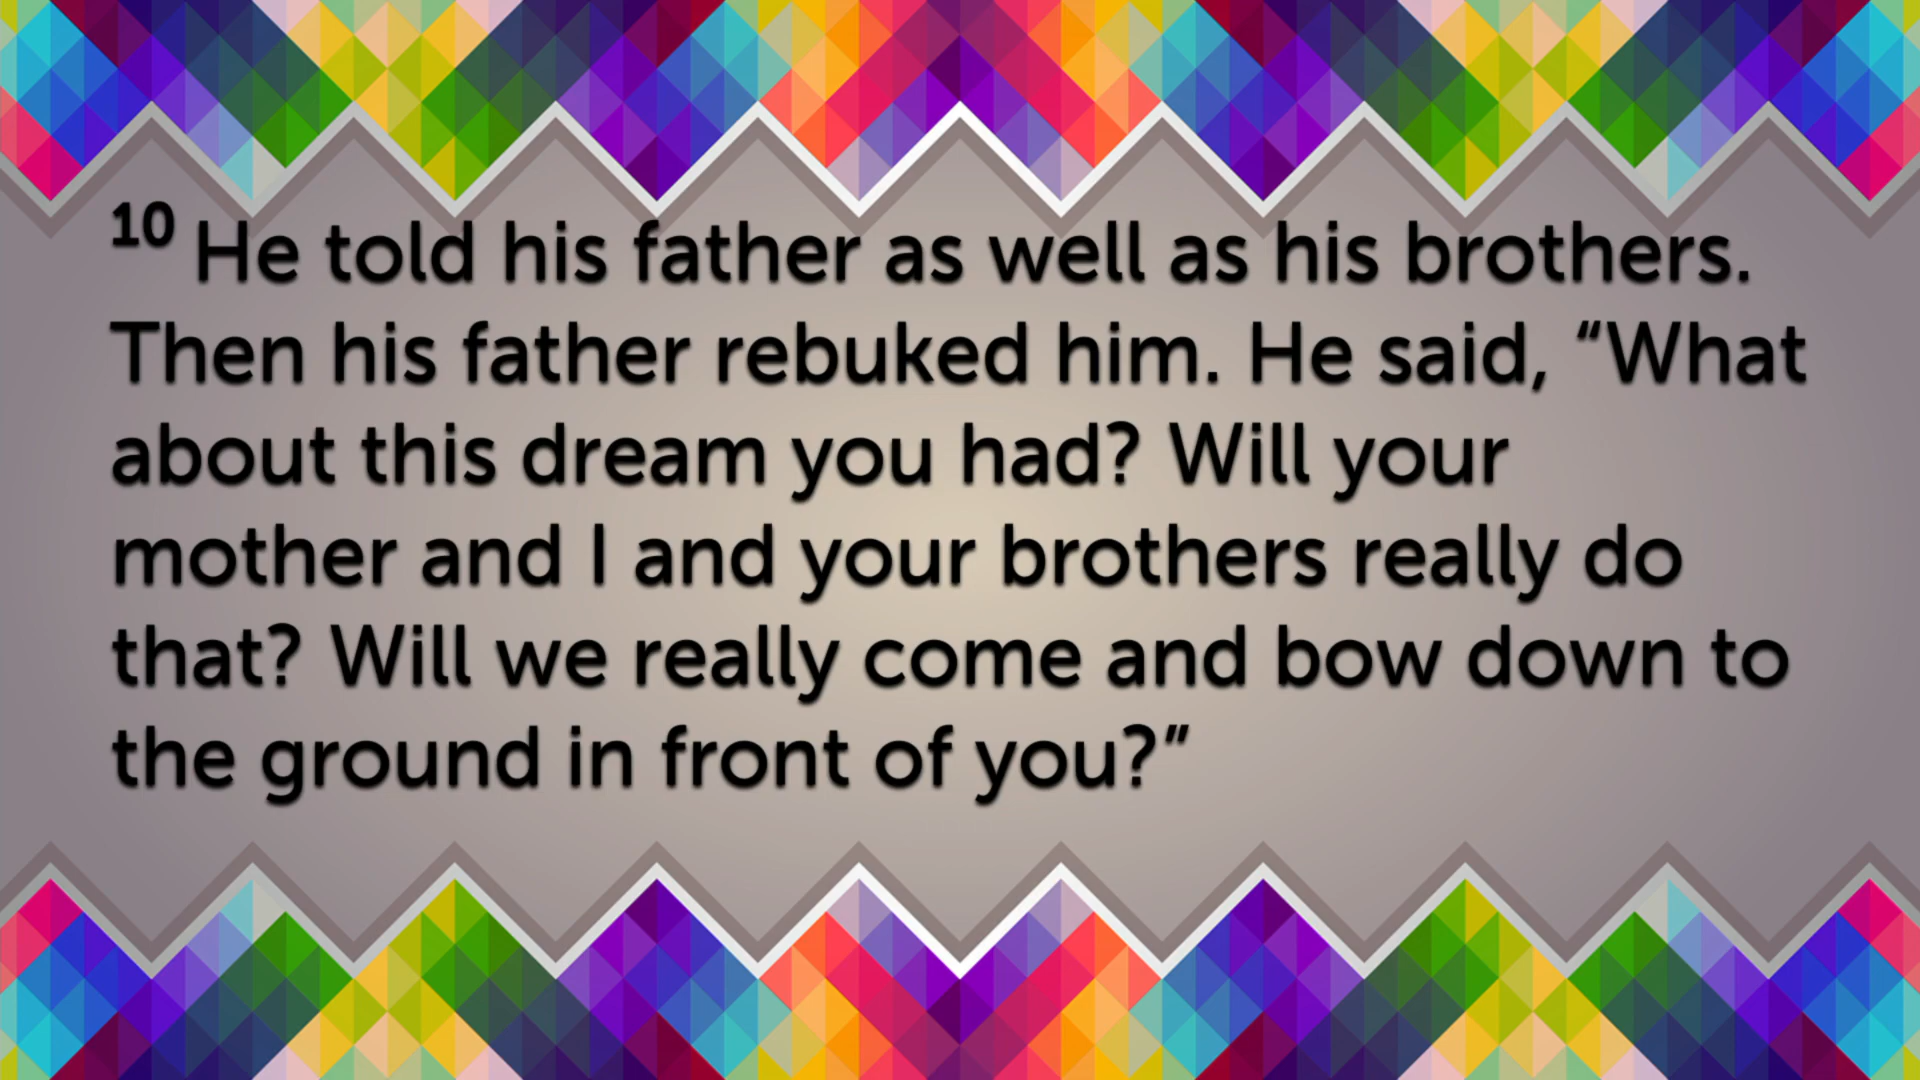 10 He told his father as well as his brothers.
Then his father rebuked him. He said, “What
about this dream you had? Will your
mother and I and your brothers really do
that? Will we really come and bow down to
the ground in front of you?”